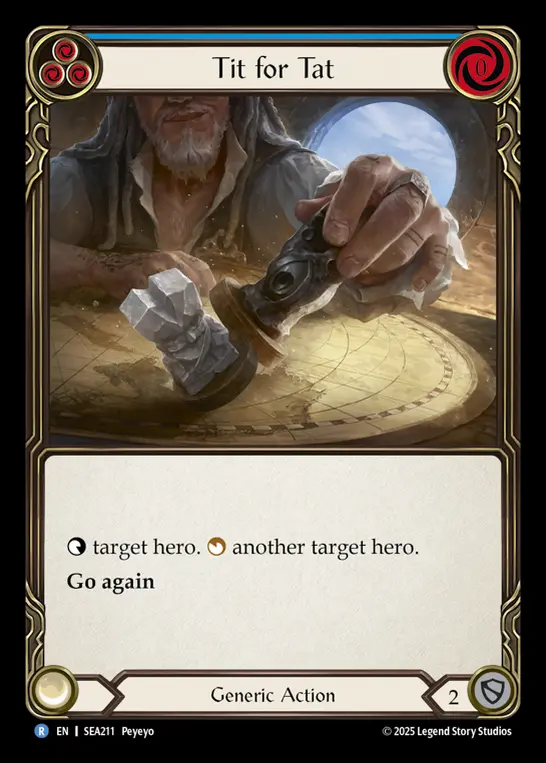 0
Tit for Tat
target hero. another target hero.
Go again
Generic Action
2
R EN SEA211 Peyeyo
© 2025 Legend Story Studios